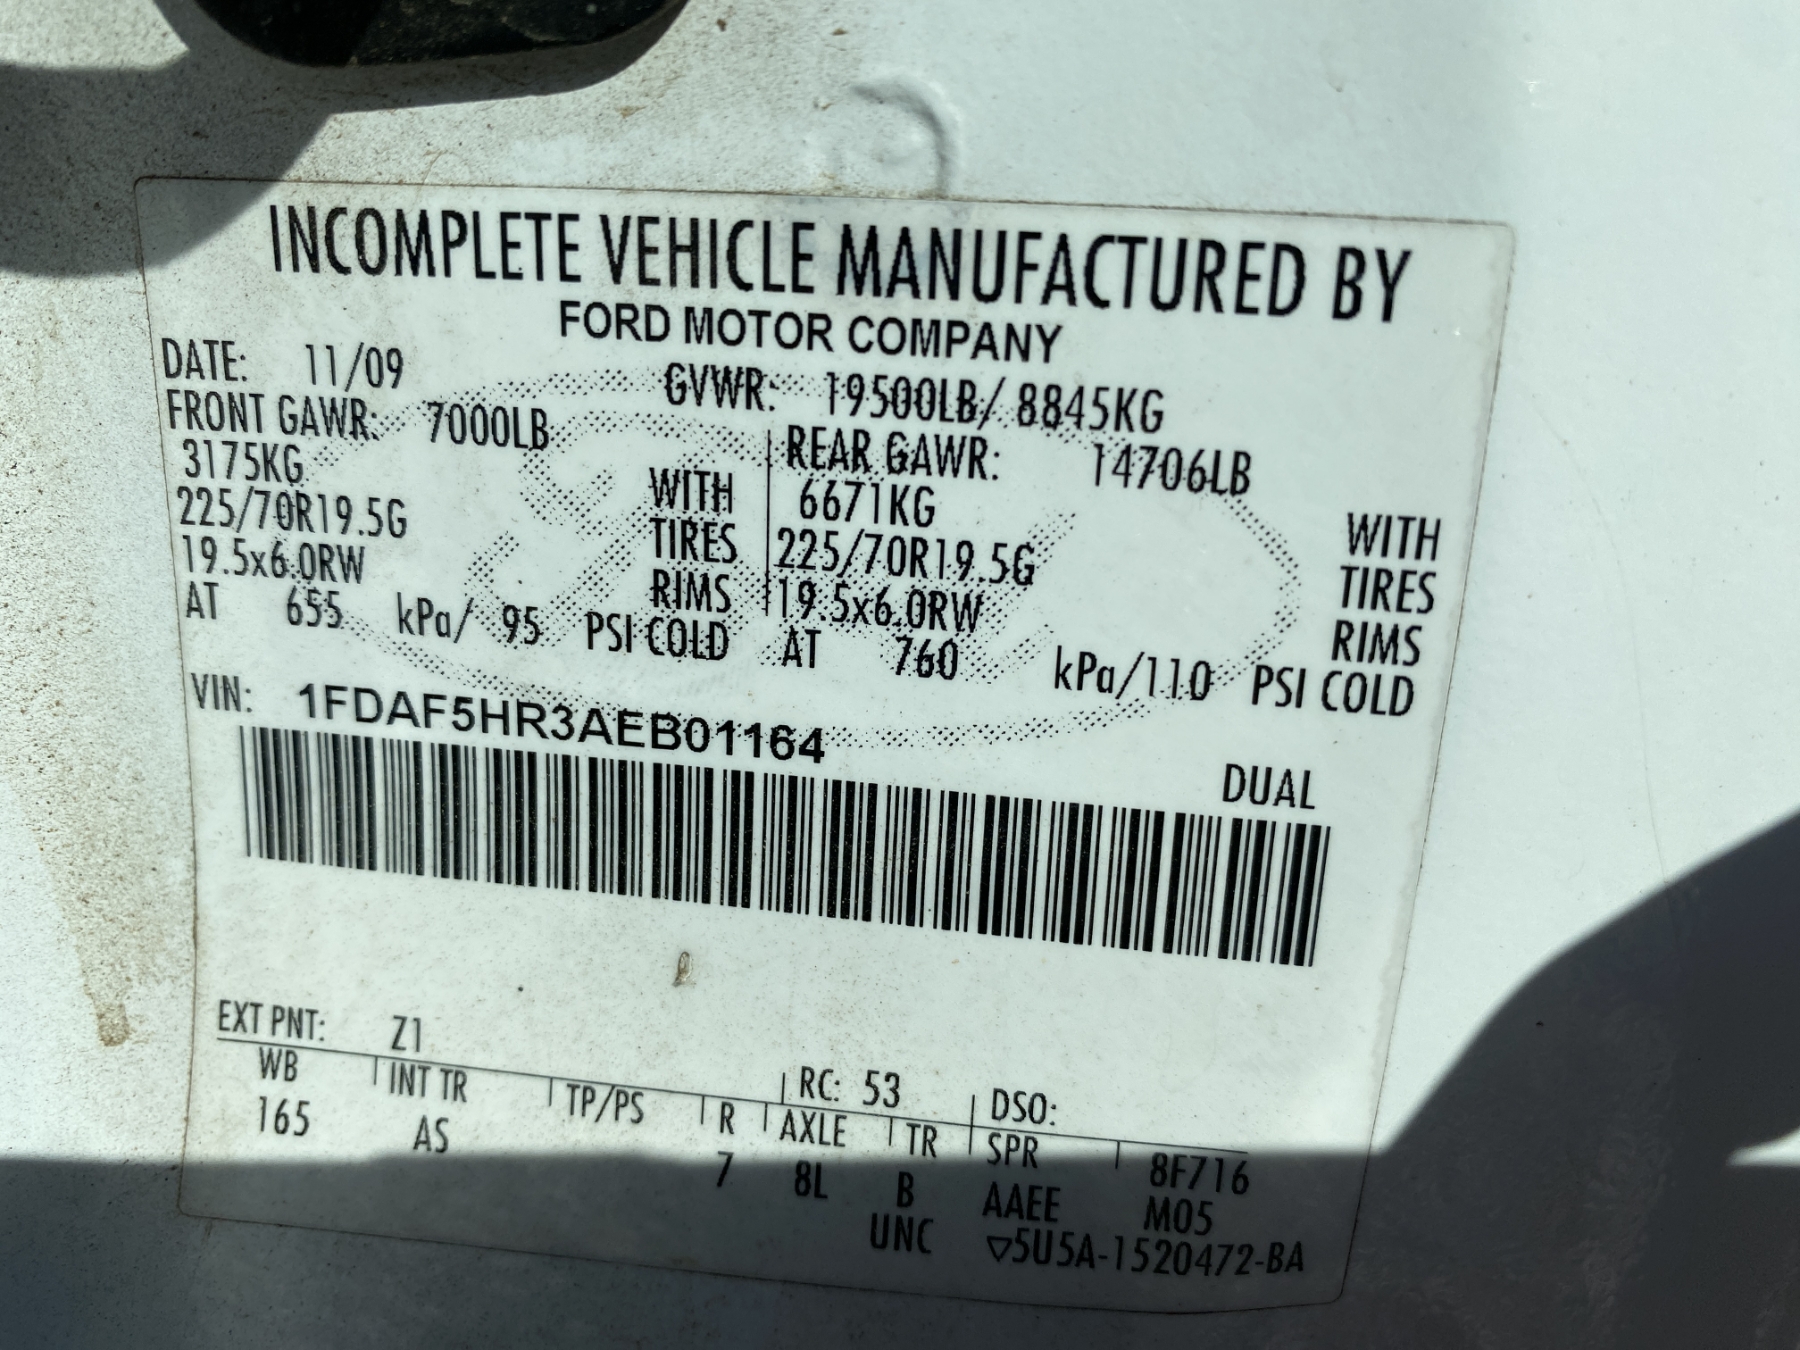 INCOMPLETE VEHICLE MANUFACTURED BY
FORD MOTOR COMPANY
DATE: 11/09 GVWR: 19500LB/ 8845KG
FRONT GAWR: 7000LB REAR GAWR: 14706LB
3175KG WITH 6671KG WITH
225/70R19.5G TIRES 225/70R19.5G TIRES
19.5x6.0RW RIMS 19.5x6.0RW RIMS
AT 655 kPa/ 95 PSI COLD AT 760 kPa/110 PSI COLD
VIN: 1FDAF5HR3AEB01164
DUAL
EXT PNT: Z1 RC: 53 DSO:
WB INT TR TP/PS R AXLE TR SPR 8F716
165 AS 7 8L B AAEE M05
UNC ▽5U5A-1520472-BA